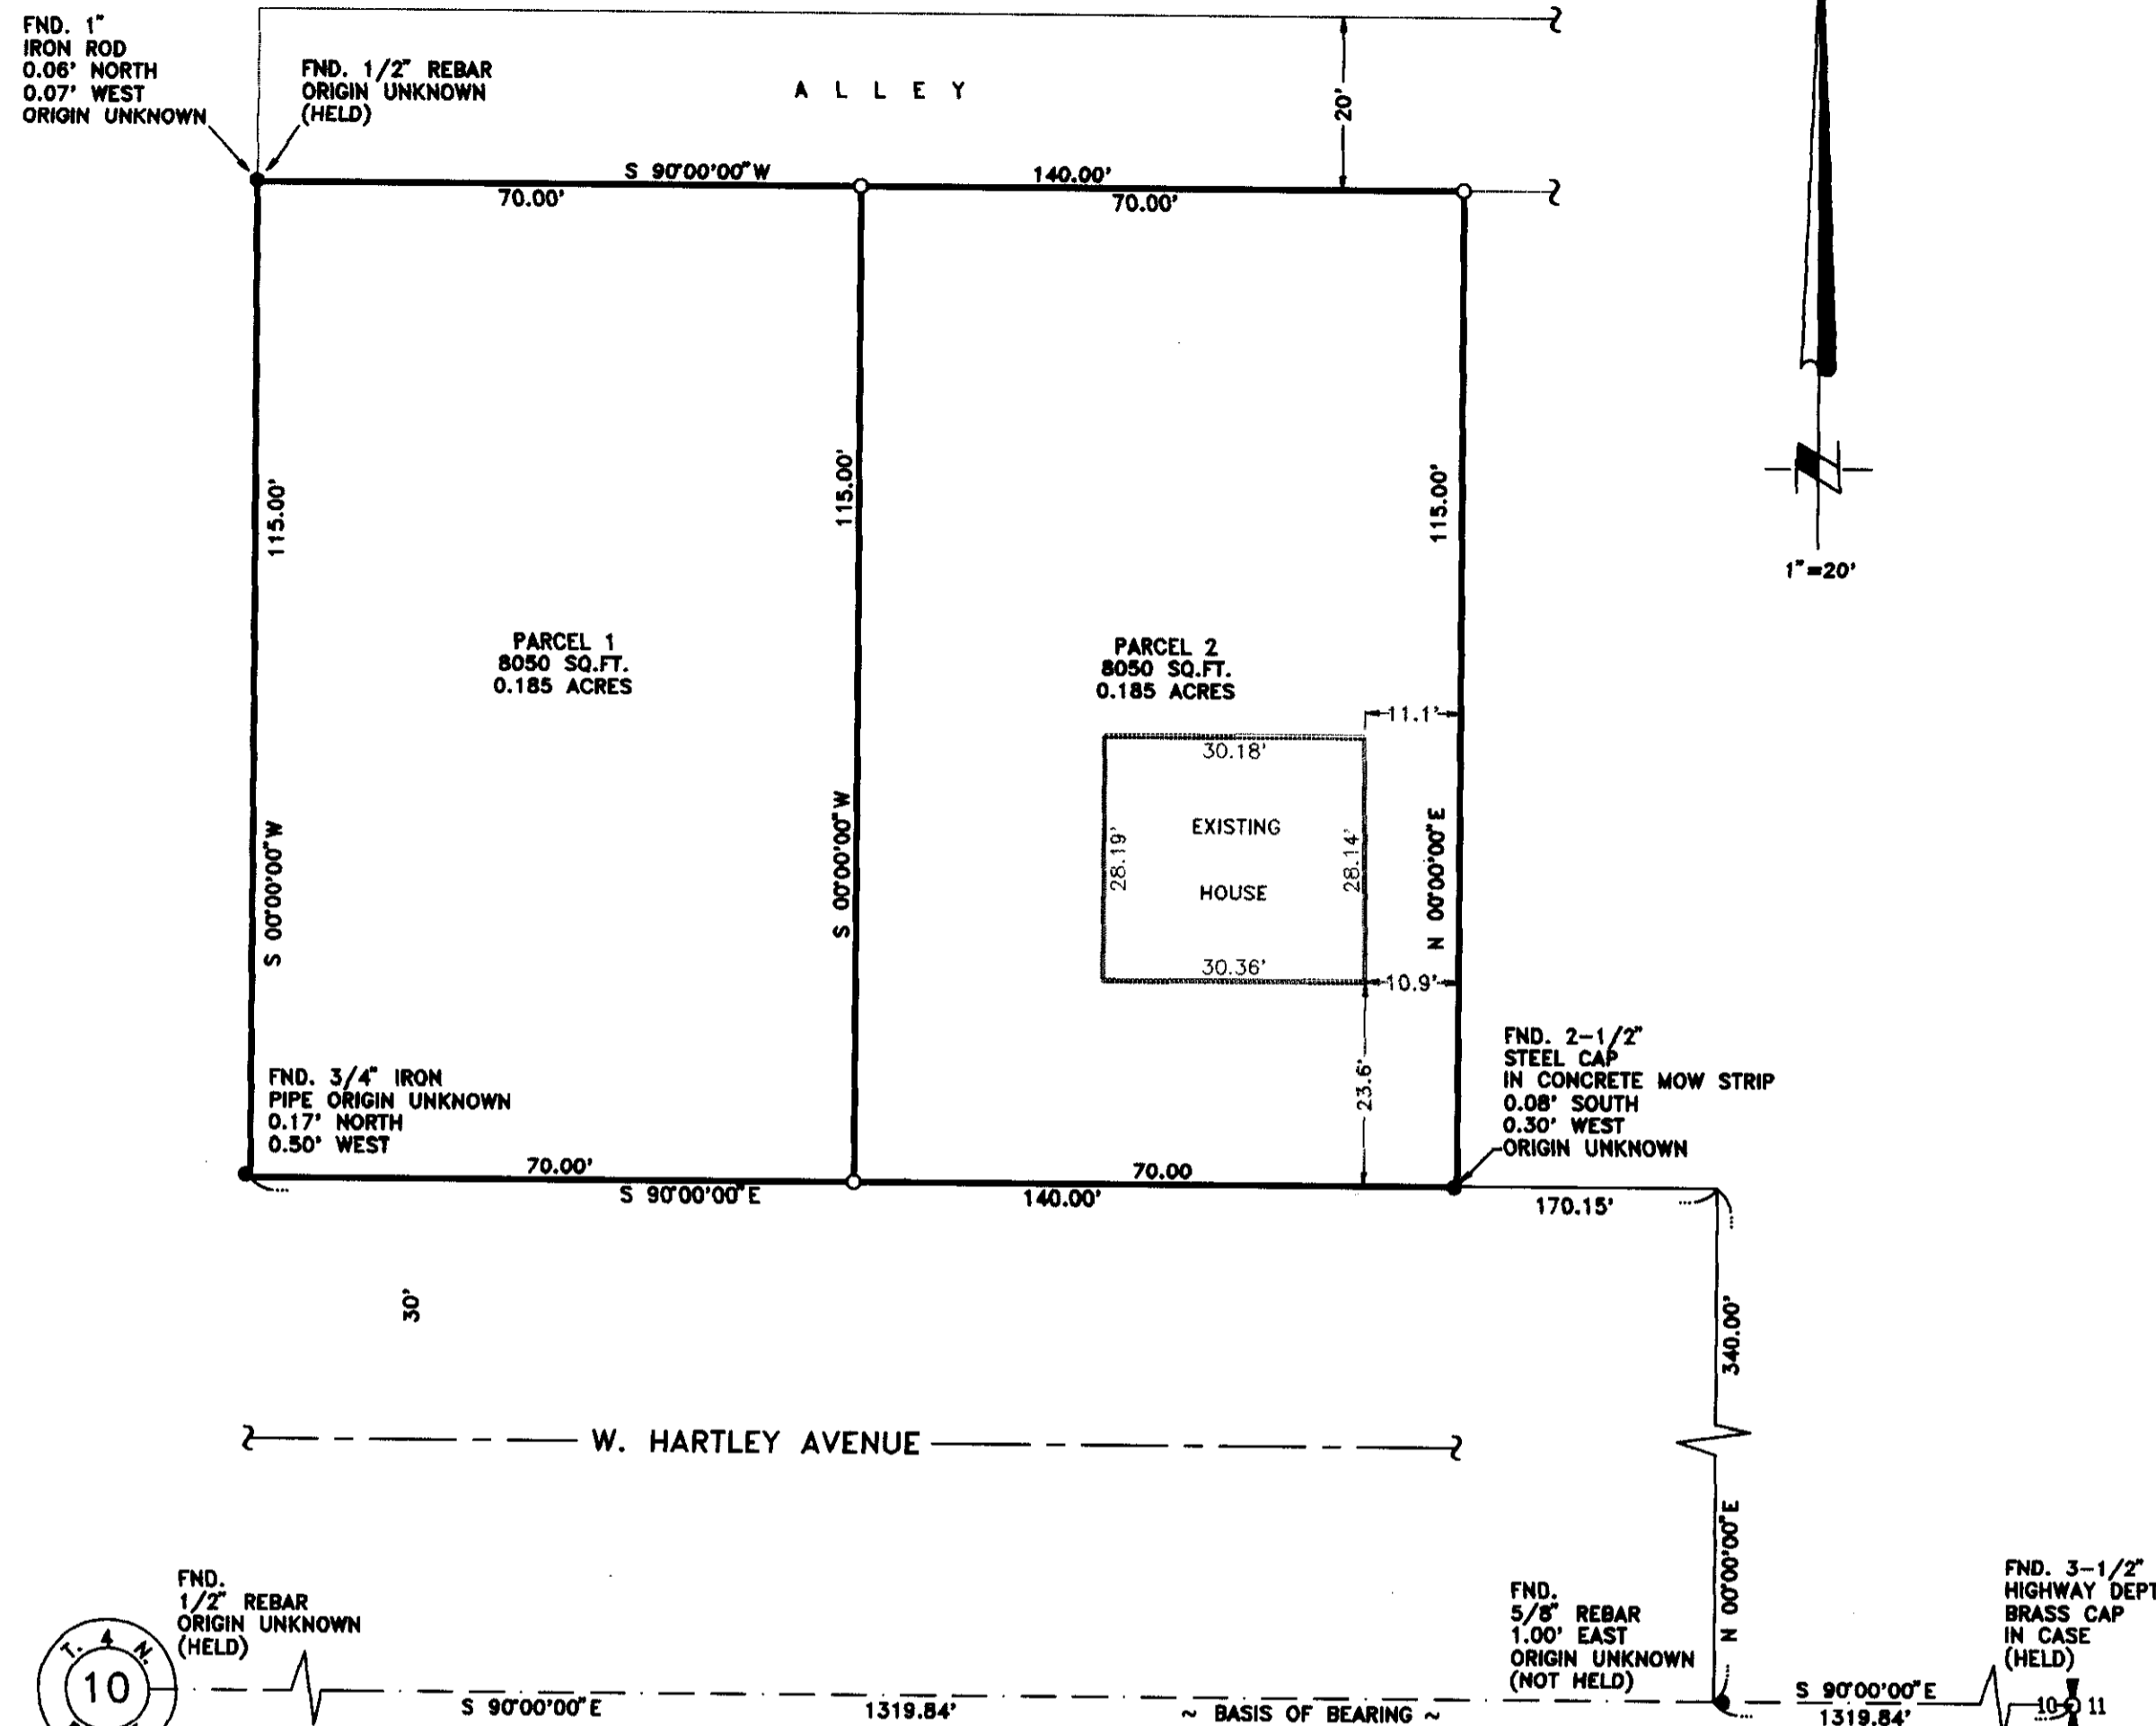 FND. 1"
IRON ROD
0.06' NORTH
0.07' WEST
ORIGIN UNKNOWN
FND. 1/2" REBAR
ORIGIN UNKNOWN
(HELD)
A L L E Y
20'
S 90°00'00" W
140.00'
70.00'
70.00'
1"=20'
115.00'
115.00'
115.00'
PARCEL 1
8050 SQ.FT.
0.185 ACRES
PARCEL 2
8050 SQ.FT.
0.185 ACRES
11.1'
30.18'
EXISTING
HOUSE
28.19'
28.14'
30.36'
10.9'
23.6'
S 00°00'00" W
S 00°00'00" W
N 00°00'00" E
FND. 3/4" IRON
PIPE ORIGIN UNKNOWN
0.17' NORTH
0.50' WEST
FND. 2-1/2"
STEEL CAP
IN CONCRETE MOW STRIP
0.08' SOUTH
0.30' WEST
ORIGIN UNKNOWN
70.00'
70.00
S 90°00'00" E
140.00'
170.15'
30'
340.00'
W. HARTLEY AVENUE
N 00°00'00" E
FND.
1/2" REBAR
ORIGIN UNKNOWN
(HELD)
FND.
5/8" REBAR
1.00' EAST
ORIGIN UNKNOWN
(NOT HELD)
FND. 3-1/2"
HIGHWAY DEPT
BRASS CAP
IN CASE
(HELD)
T. 4 N.
10
S 90°00'00" E
1319.84'
~ BASIS OF BEARING ~
S 90°00'00" E
1319.84'
10 11